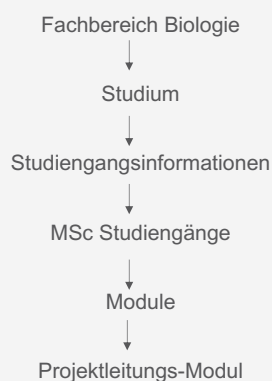 Fachbereich Biologie
Studium
Studiengangsinformationen
MSc Studiengänge
Module
Projektleitungs-Modul